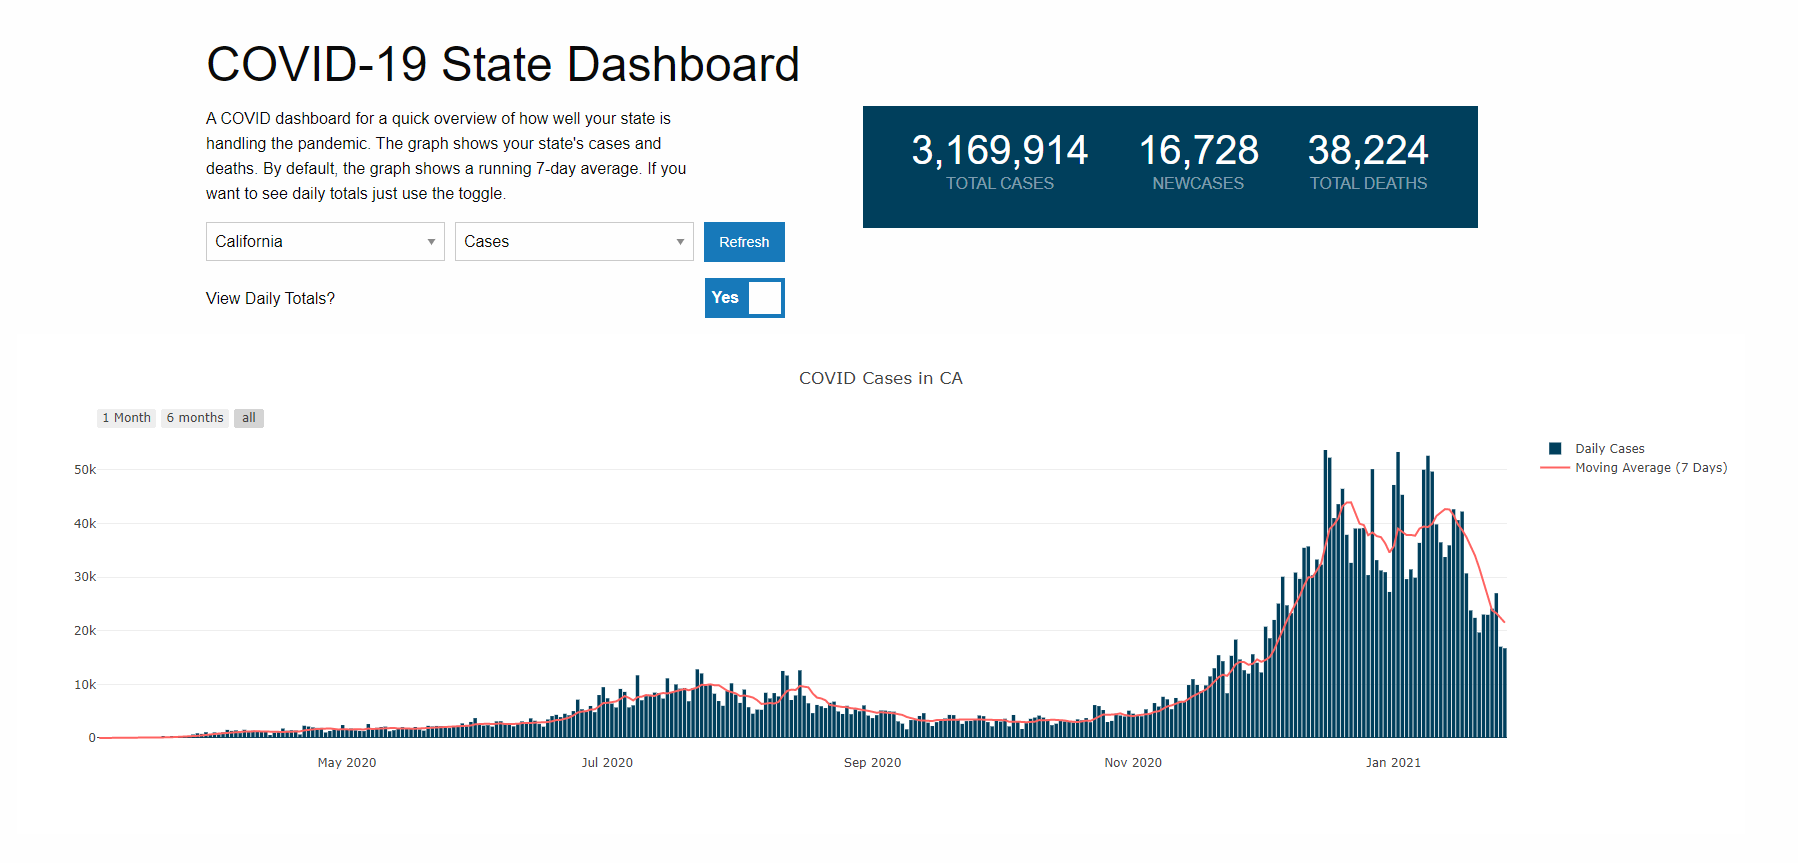 COVID-19 State Dashboard
A COVID dashboard for a quick overview of how well your state is
handling the pandemic. The graph shows your state's cases and
deaths. By default, the graph shows a running 7-day average. If you
want to see daily totals just use the toggle.
3,169,914 16,728 38,224
TOTAL CASES NEWCASES TOTAL DEATHS
California Cases Refresh
View Daily Totals? Yes
COVID Cases in CA
1 Month 6 months all
Daily Cases
Moving Average (7 Days)
50k
40k
30k
20k
10k
0
May 2020 Jul 2020 Sep 2020 Nov 2020 Jan 2021